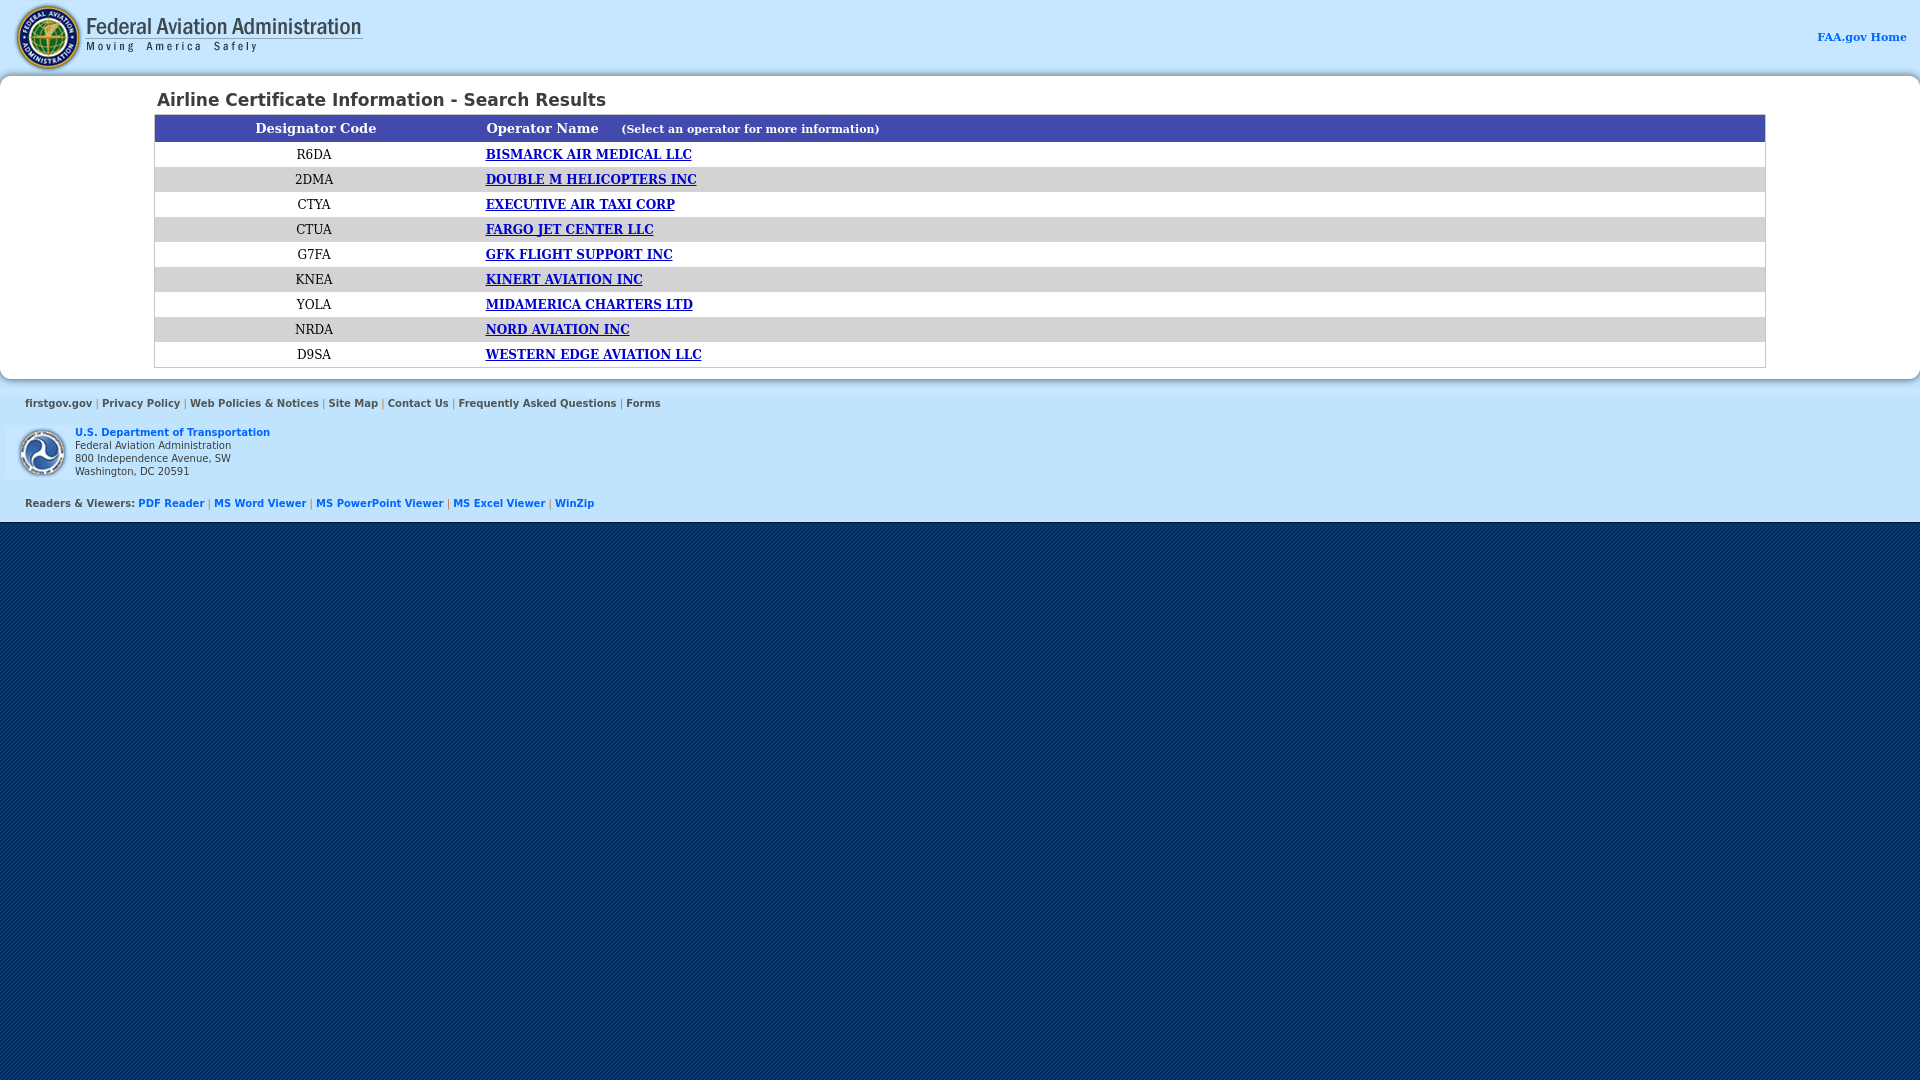 Federal Aviation Administration
Moving America Safely
FAA.gov Home
Airline Certificate Information - Search Results
Designator Code Operator Name (Select an operator for more information)
R6DA BISMARCK AIR MEDICAL LLC
2DMA DOUBLE M HELICOPTERS INC
CTYA EXECUTIVE AIR TAXI CORP
CTUA FARGO JET CENTER LLC
G7FA GFK FLIGHT SUPPORT INC
KNEA KINERT AVIATION INC
YOLA MIDAMERICA CHARTERS LTD
NRDA NORD AVIATION INC
D9SA WESTERN EDGE AVIATION LLC
firstgov.gov | Privacy Policy | Web Policies & Notices | Site Map | Contact Us | Frequently Asked Questions | Forms
U.S. Department of Transportation
Federal Aviation Administration
800 Independence Avenue, SW
Washington, DC 20591
Readers & Viewers: PDF Reader | MS Word Viewer | MS PowerPoint Viewer | MS Excel Viewer | WinZip